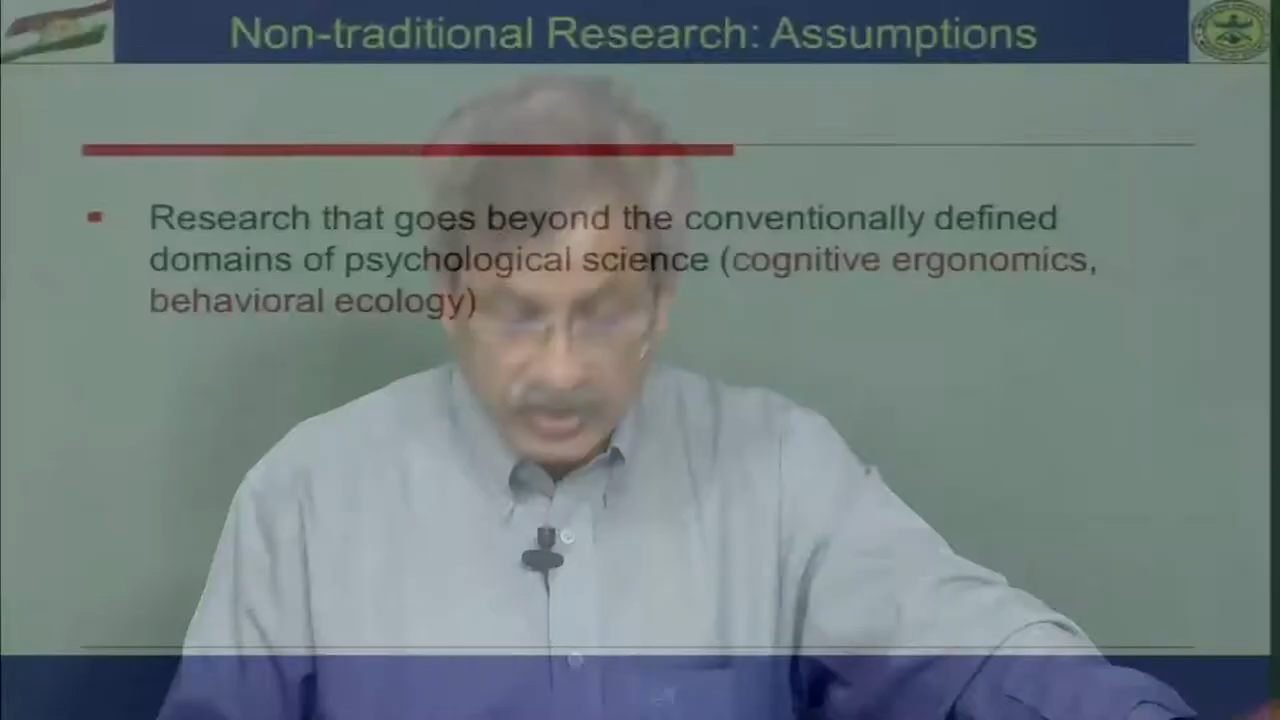 Non-traditional Research: Assumptions
Research that goes beyond the conventionally defined
domains of psychological science (cognitive ergonomics,
behavioral ecology)